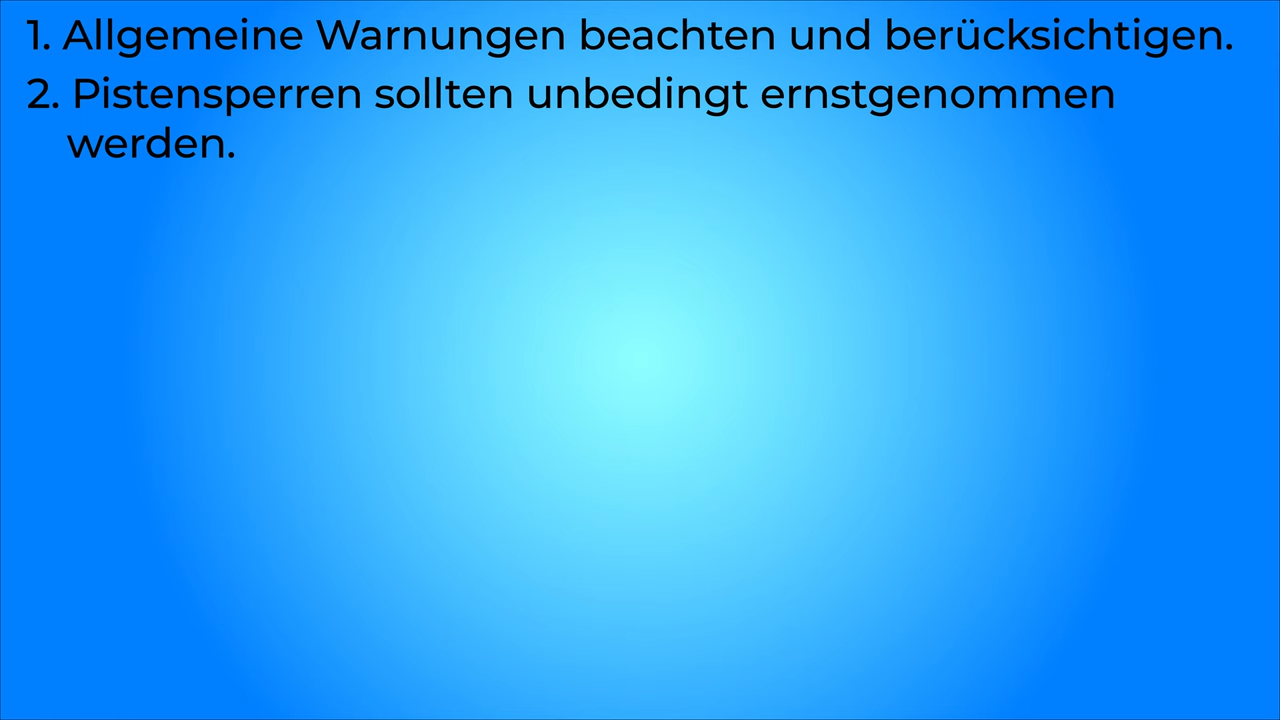 1. Allgemeine Warnungen beachten und berücksichtigen.
2. Pistensperren sollten unbedingt ernstgenommen
werden.